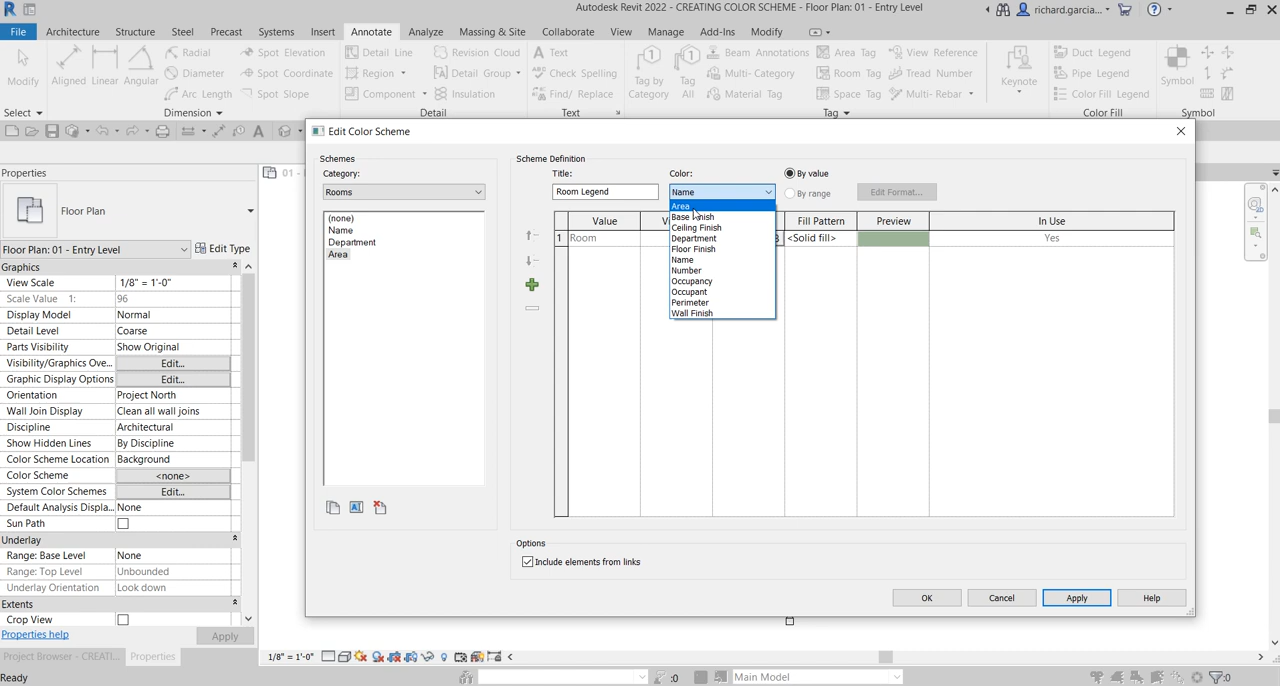 Autodesk Revit 2022 - CREATING COLOR SCHEME - Floor Plan: 01 - Entry Level
richard.garcia...
File Architecture Structure Steel Precast Systems Insert Annotate Analyze Massing & Site Collaborate View Manage Add-Ins Modify
Modify
Aligned Linear Angular
Radial
Diameter
Arc Length
Spot Elevation
Spot Coordinate
Spot Slope
Detail Line
Region
Component
Revision Cloud
Detail Group
Insulation
Text
Check Spelling
Find/ Replace
Tag by
Category
Tag
All
Beam Annotations
Multi- Category
Material Tag
Area Tag
Room Tag
Space Tag
View Reference
Tread Number
Multi- Rebar
Keynote
Duct Legend
Pipe Legend
Color Fill Legend
Symbol
Select Dimension Detail Text Tag Color Fill Symbol
Properties
01 -
Floor Plan
Floor Plan: 01 - Entry Level Edit Type
Graphics
View Scale 1/8" = 1'-0"
Scale Value 1: 96
Display Model Normal
Detail Level Coarse
Parts Visibility Show Original
Visibility/Graphics Ove... Edit...
Graphic Display Options Edit...
Orientation Project North
Wall Join Display Clean all wall joins
Discipline Architectural
Show Hidden Lines By Discipline
Color Scheme Location Background
Color Scheme <none>
System Color Schemes Edit...
Default Analysis Displa... None
Sun Path
Underlay
Range: Base Level None
Range: Top Level Unbounded
Underlay Orientation Look down
Extents
Crop View
Properties help Apply
Project Browser - CREATI... Properties
Edit Color Scheme
Schemes
Category:
Rooms
(none)
Name
Department
Area
Scheme Definition
Title: Color:
Room Legend Name
By value
By range
Edit Format...
Value Fill Pattern Preview In Use
1 Room <Solid fill> Yes
Area
Base Finish
Ceiling Finish
Department
Floor Finish
Name
Number
Occupancy
Occupant
Perimeter
Wall Finish
Options
Include elements from links
OK Cancel Apply Help
1/8" = 1'-0"
Ready :0 Main Model :0